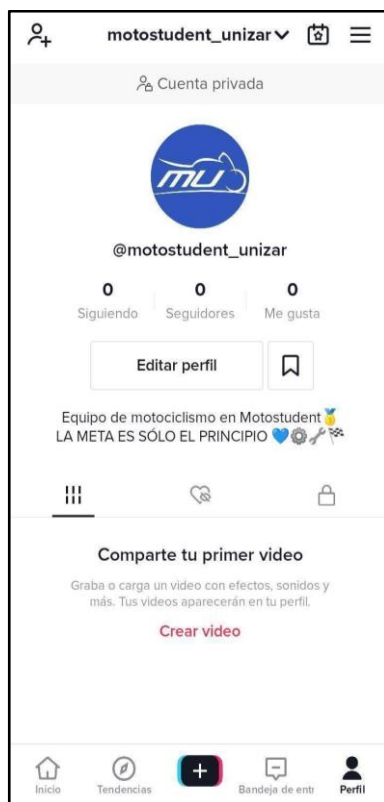 motostudent_unizar
Cuenta privada
MU
@motostudent_unizar
0 0 0
Siguiendo Seguidores Me gusta
Editar perfil
Equipo de motociclismo en Motostudent🥇
LA META ES SÓLO EL PRINCIPIO 💙⚙️🔧🏁
Comparte tu primer video
Graba o carga un video con efectos, sonidos y
más. Tus videos aparecerán en tu perfil.
Crear video
Inicio Tendencias Bandeja de entr Perfil